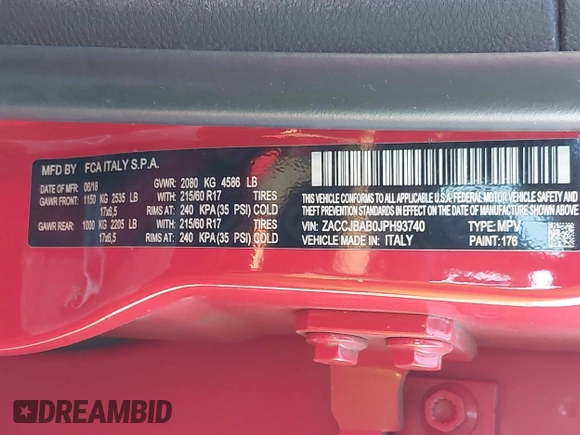 MFD BY FCA ITALY S.P.A.
DATE OF MFR 06/18 GVWR: 2080 KG 4586 LB
GAWR FRONT: 1150 KG 2535 LB WITH 215/60 R17 TIRES
17x6,5 RIMS AT: 240 KPA (35 PSI) COLD
GAWR REAR: 1000 KG 2205 LB WITH 215/60 R17 TIRES
17x6,5 RIMS AT: 240 KPA (35 PSI) COLD
THIS VEHICLE CONFORMS TO ALL APPLICABLE U.S.A. FEDERAL MOTOR VEHICLE SAFETY
AND THEFT PREVENTION STANDARDS IN EFFECT ON THE DATE OF MANUFACTURE SHOWN ABOVE
VIN: ZACCJBAB0JPH93740 TYPE: MPV
VEHICLE MADE IN: ITALY PAINT: 176
DREAMBID